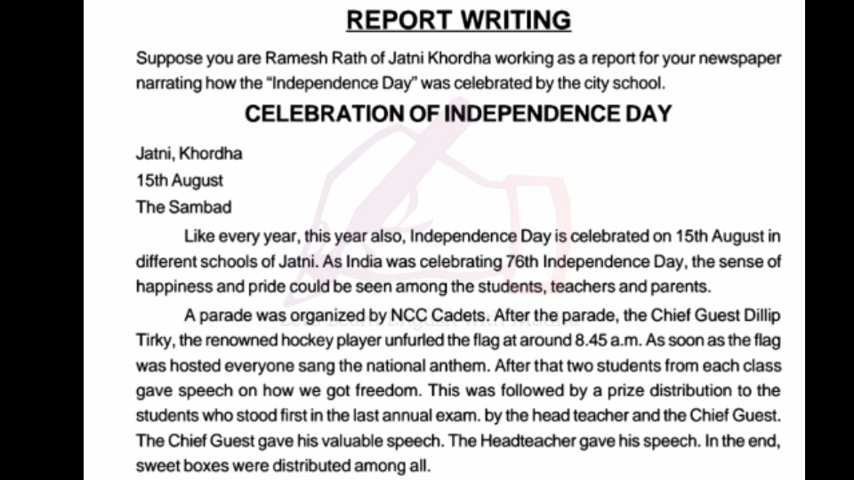 REPORT WRITING
Suppose you are Ramesh Rath of Jatni Khordha working as a report for your newspaper
narrating how the “Independence Day” was celebrated by the city school.
CELEBRATION OF INDEPENDENCE DAY
Jatni, Khordha
15th August
The Sambad
Like every year, this year also, Independence Day is celebrated on 15th August in
different schools of Jatni. As India was celebrating 76th Independence Day, the sense of
happiness and pride could be seen among the students, teachers and parents.
A parade was organized by NCC Cadets. After the parade, the Chief Guest Dillip
Tirky, the renowned hockey player unfurled the flag at around 8.45 a.m. As soon as the flag
was hosted everyone sang the national anthem. After that two students from each class
gave speech on how we got freedom. This was followed by a prize distribution to the
students who stood first in the last annual exam. by the head teacher and the Chief Guest.
The Chief Guest gave his valuable speech. The Headteacher gave his speech. In the end,
sweet boxes were distributed among all.